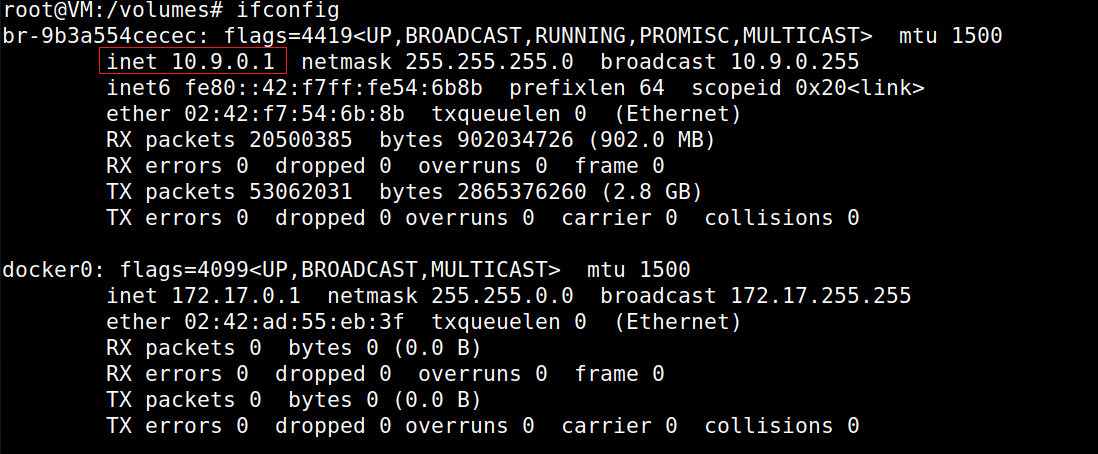 root@VM:/volumes# ifconfig
br-9b3a554cecec: flags=4419<UP,BROADCAST,RUNNING,PROMISC,MULTICAST>  mtu 1500
        inet 10.9.0.1  netmask 255.255.255.0  broadcast 10.9.0.255
        inet6 fe80::42:f7ff:fe54:6b8b  prefixlen 64  scopeid 0x20<link>
        ether 02:42:f7:54:6b:8b  txqueuelen 0  (Ethernet)
        RX packets 20500385  bytes 902034726 (902.0 MB)
        RX errors 0  dropped 0  overruns 0  frame 0
        TX packets 53062031  bytes 2865376260 (2.8 GB)
        TX errors 0  dropped 0 overruns 0  carrier 0  collisions 0

docker0: flags=4099<UP,BROADCAST,MULTICAST>  mtu 1500
        inet 172.17.0.1  netmask 255.255.0.0  broadcast 172.17.255.255
        ether 02:42:ad:55:eb:3f  txqueuelen 0  (Ethernet)
        RX packets 0  bytes 0 (0.0 B)
        RX errors 0  dropped 0  overruns 0  frame 0
        TX packets 0  bytes 0 (0.0 B)
        TX errors 0  dropped 0 overruns 0  carrier 0  collisions 0